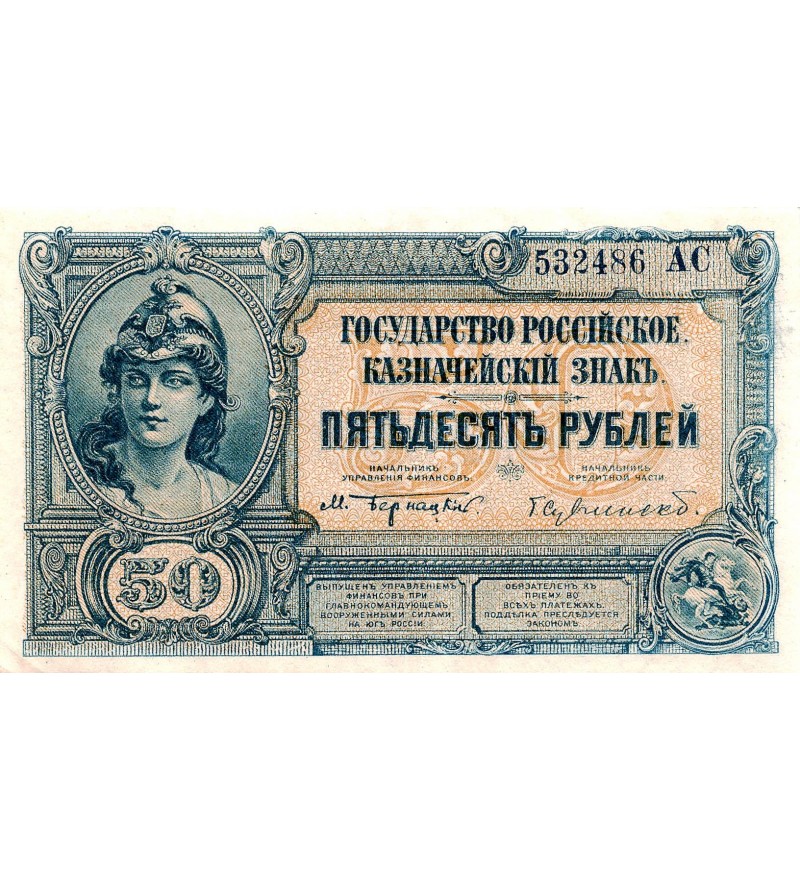 532486 АС
ГОСУДАРСТВО РОССІЙСКОЕ.
КАЗНАЧЕЙСКІЙ ЗНАКЪ.
ПЯТЬДЕСЯТЪ РУБЛЕЙ
НАЧАЛЬНИКЪ
УПРАВЛЕНІЯ ФИНАНСОВЪ.
НАЧАЛЬНИКЪ
КРЕДИТНОЙ ЧАСТИ.
М. Бернацкій.
50
ВЫПУЩЕНЪ УПРАВЛЕНІЕМЪ
ФИНАНСОВЪ ПРИ
ГЛАВНОКОМАНДУЮЩЕМЪ
ВООРУЖЕННЫМИ СИЛАМИ
НА ЮГѢ РОССІИ.
ОБЯЗАТЕЛЕНЪ КЪ
ПРІЕМУ ВО
ВСѢХЪ ПЛАТЕЖАХЪ.
ПОДДѢЛКА ПРЕСЛѢДУЕТСЯ
ЗАКОНОМЪ.